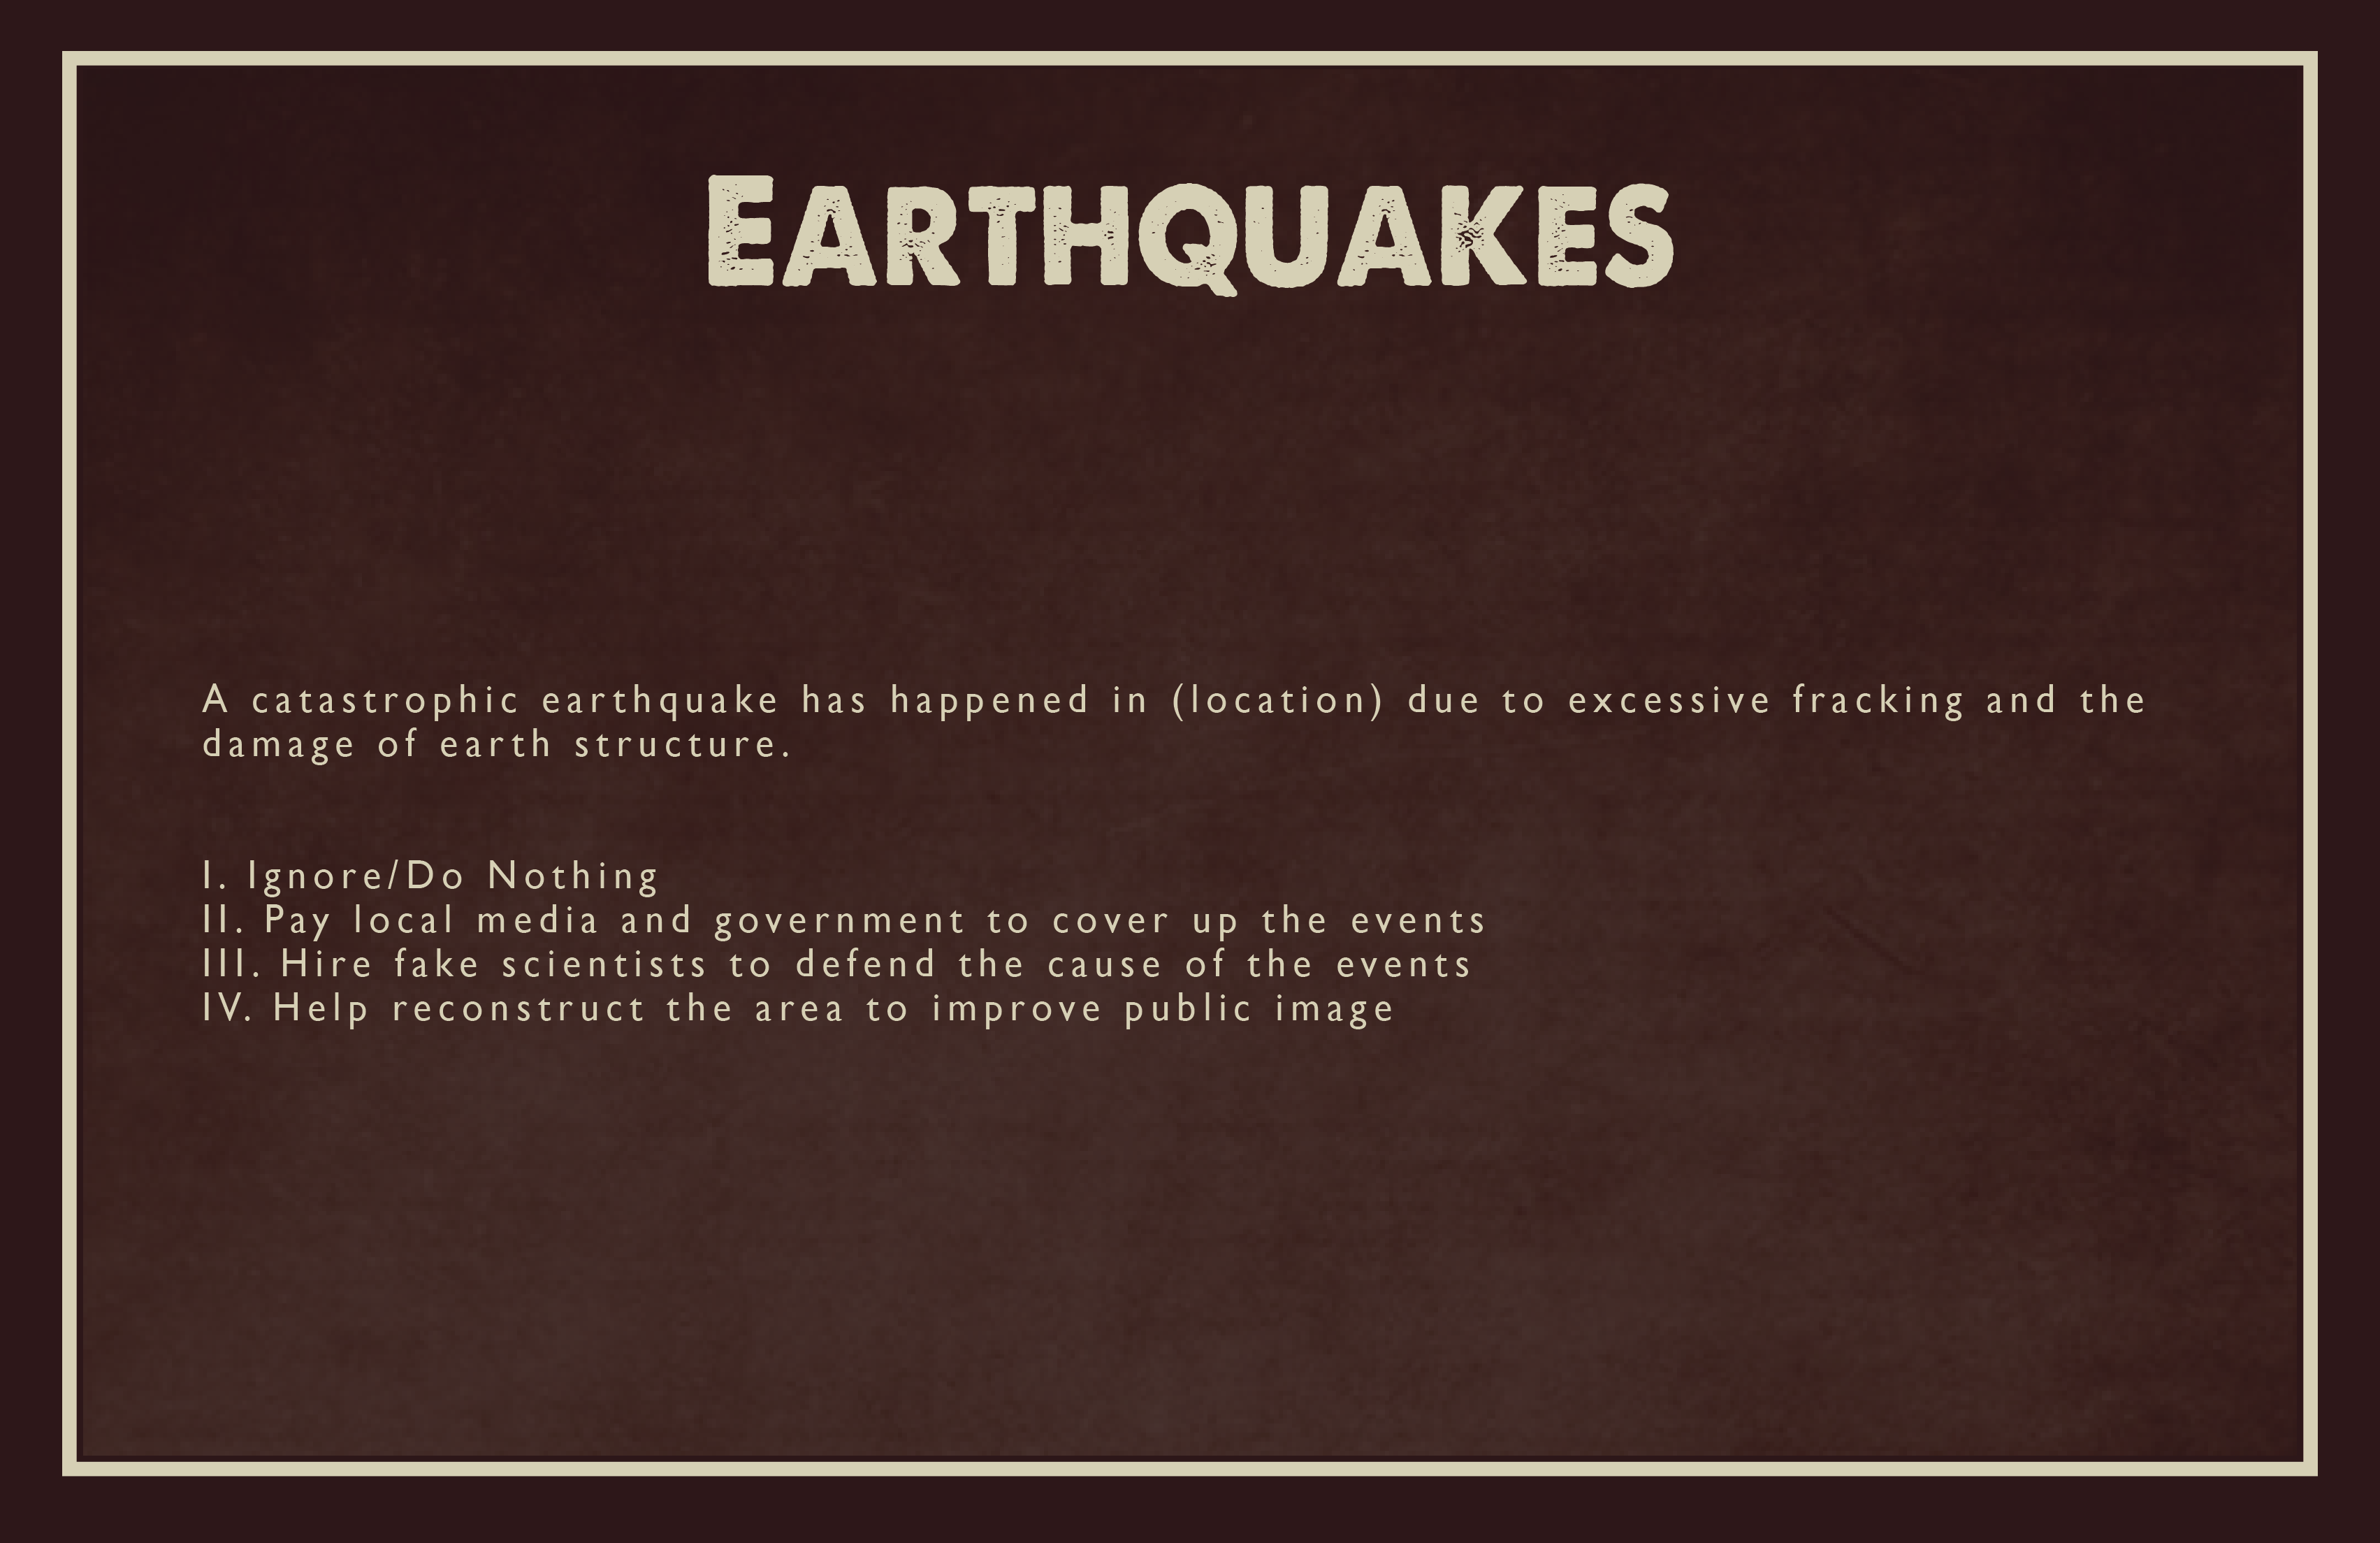 EARTHQUAKES
A catastrophic earthquake has happened in (location) due to excessive fracking and the
damage of earth structure.
I. Ignore/Do Nothing
II. Pay local media and government to cover up the events
III. Hire fake scientists to defend the cause of the events
IV. Help reconstruct the area to improve public image